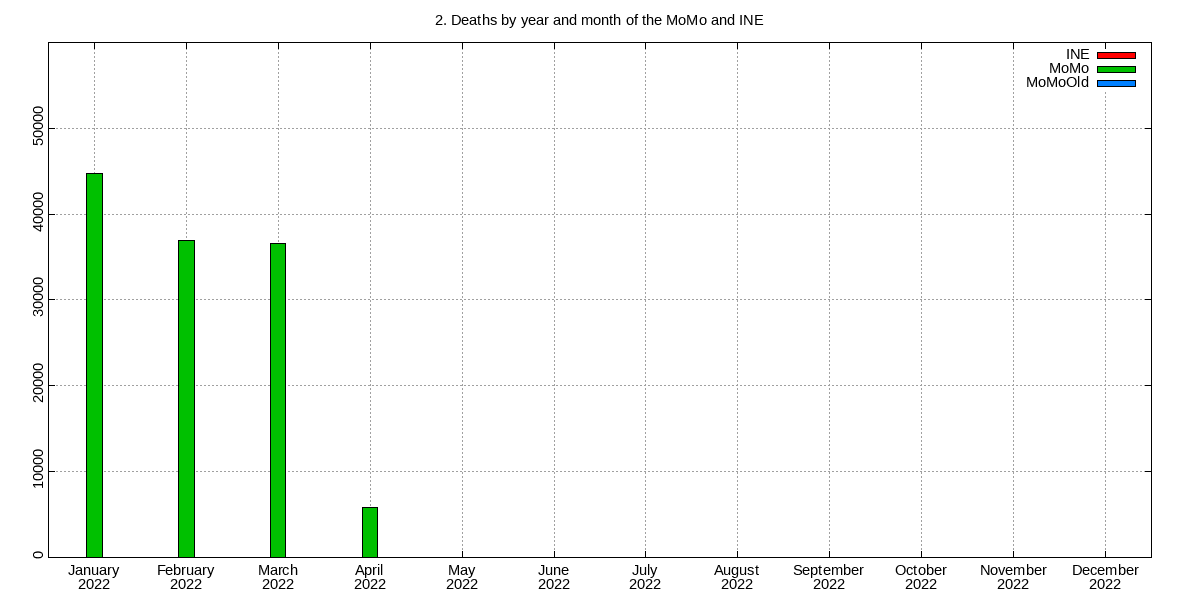 2. Deaths by year and month of the MoMo and INE
INE
MoMo
MoMoOld
50000
40000
30000
20000
10000
0
January February March April May June July August September October November December
2022 2022 2022 2022 2022 2022 2022 2022 2022 2022 2022 2022